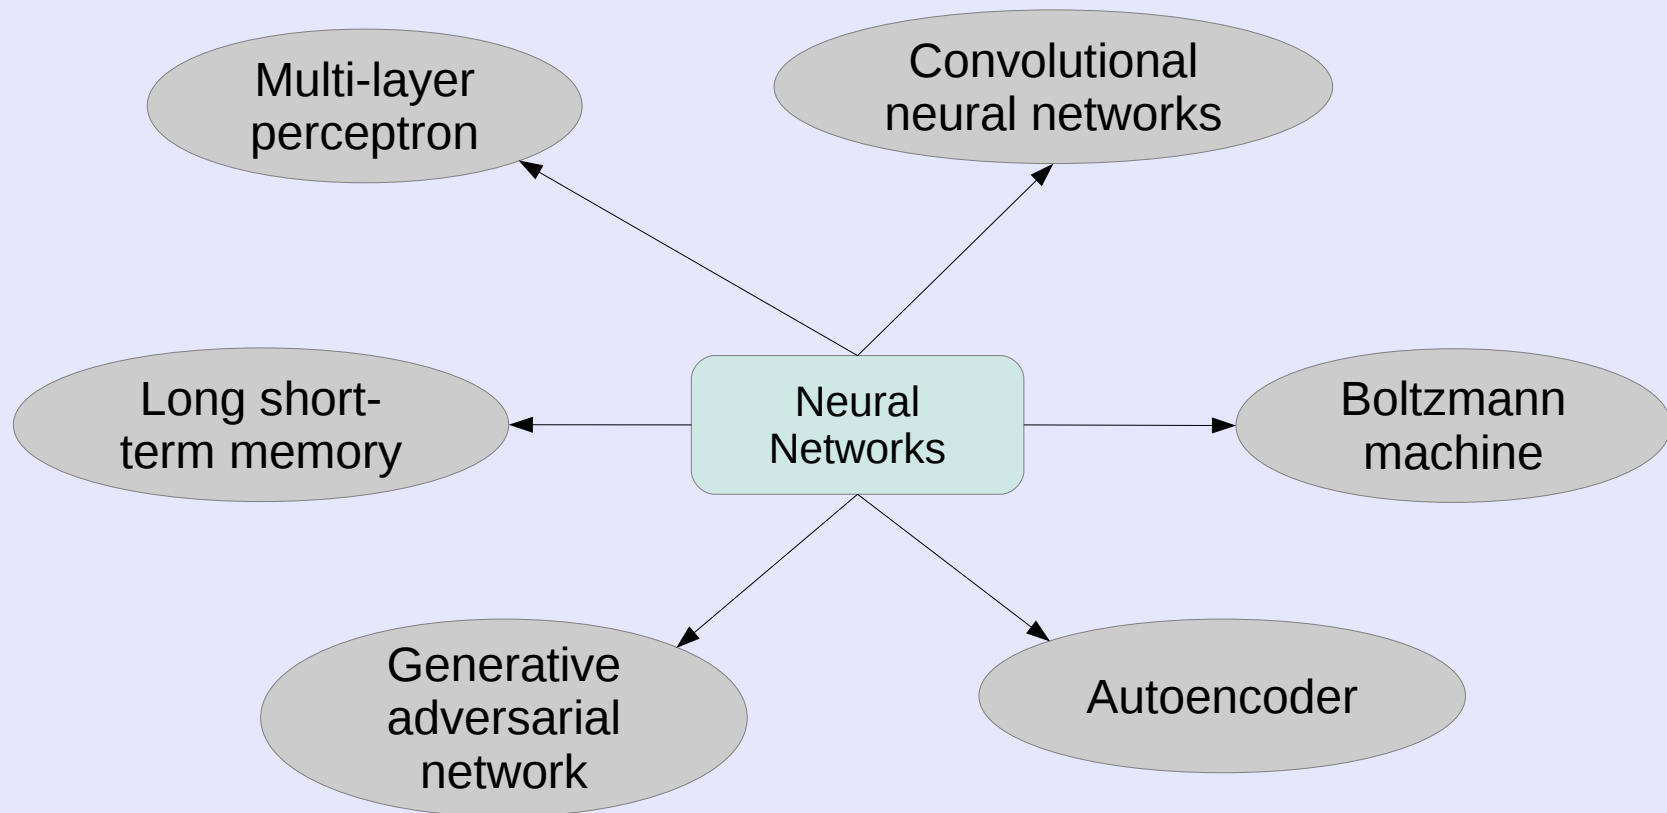 Multi-layer
perceptron
Convolutional
neural networks
Long short-
term memory
Neural
Networks
Boltzmann
machine
Generative
adversarial
network
Autoencoder